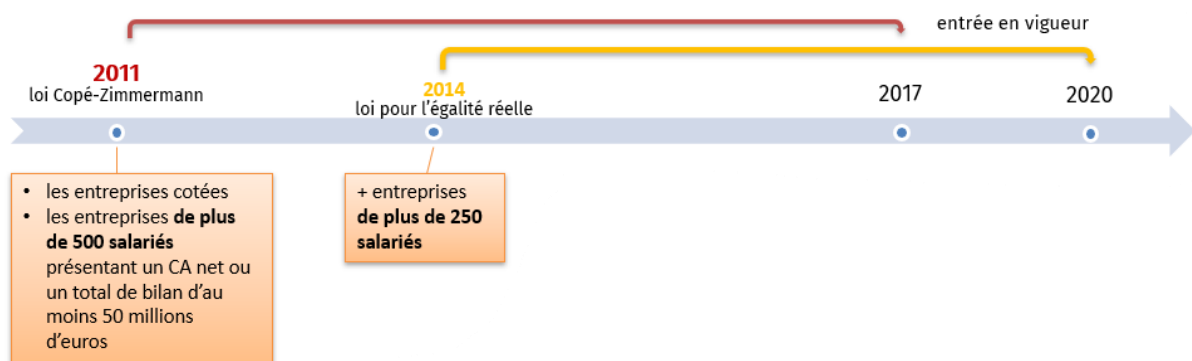 entrée en vigueur
2011
loi Copé-Zimmermann
2014
loi pour l’égalité réelle
2017
2020
• les entreprises cotées
• les entreprises de plus
de 500 salariés
présentant un CA net ou
un total de bilan d’au
moins 50 millions
d’euros
+ entreprises
de plus de 250
salariés